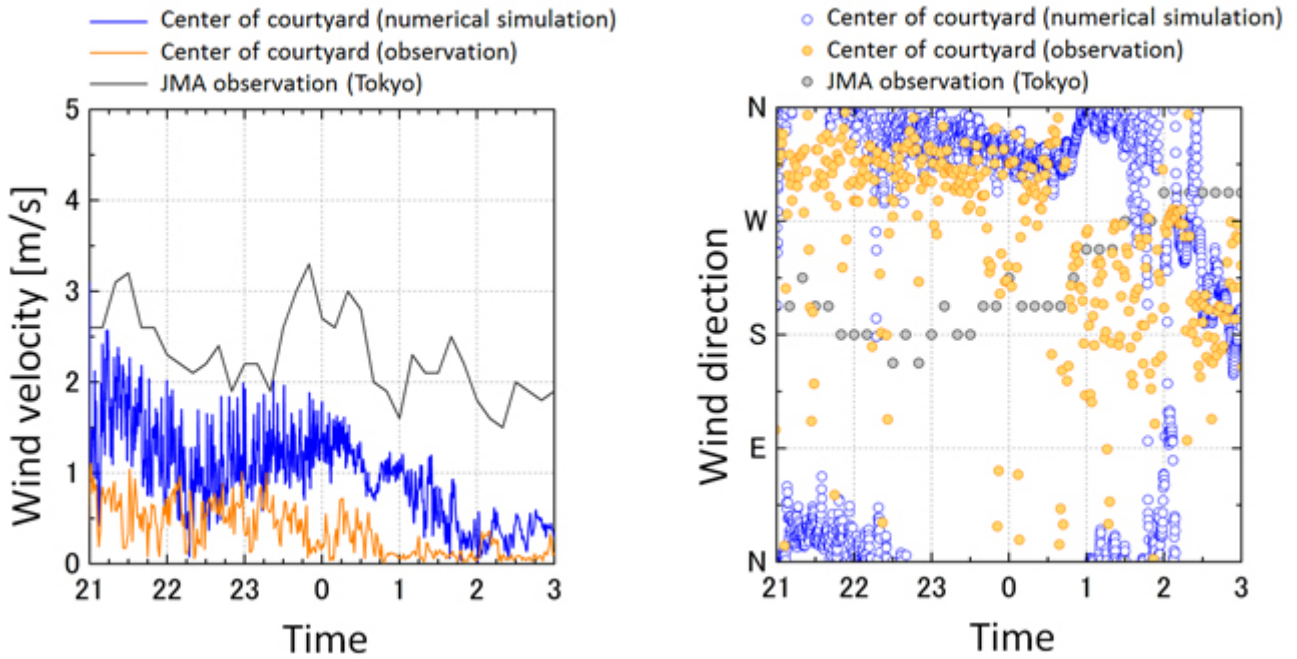 Center of courtyard (numerical simulation)
Center of courtyard (observation)
JMA observation (Tokyo)
5
4
3
2
1
0
Wind velocity [m/s]
21 22 23 0 1 2 3
Time
Center of courtyard (numerical simulation)
Center of courtyard (observation)
JMA observation (Tokyo)
N
W
S
E
N
Wind direction
21 22 23 0 1 2 3
Time